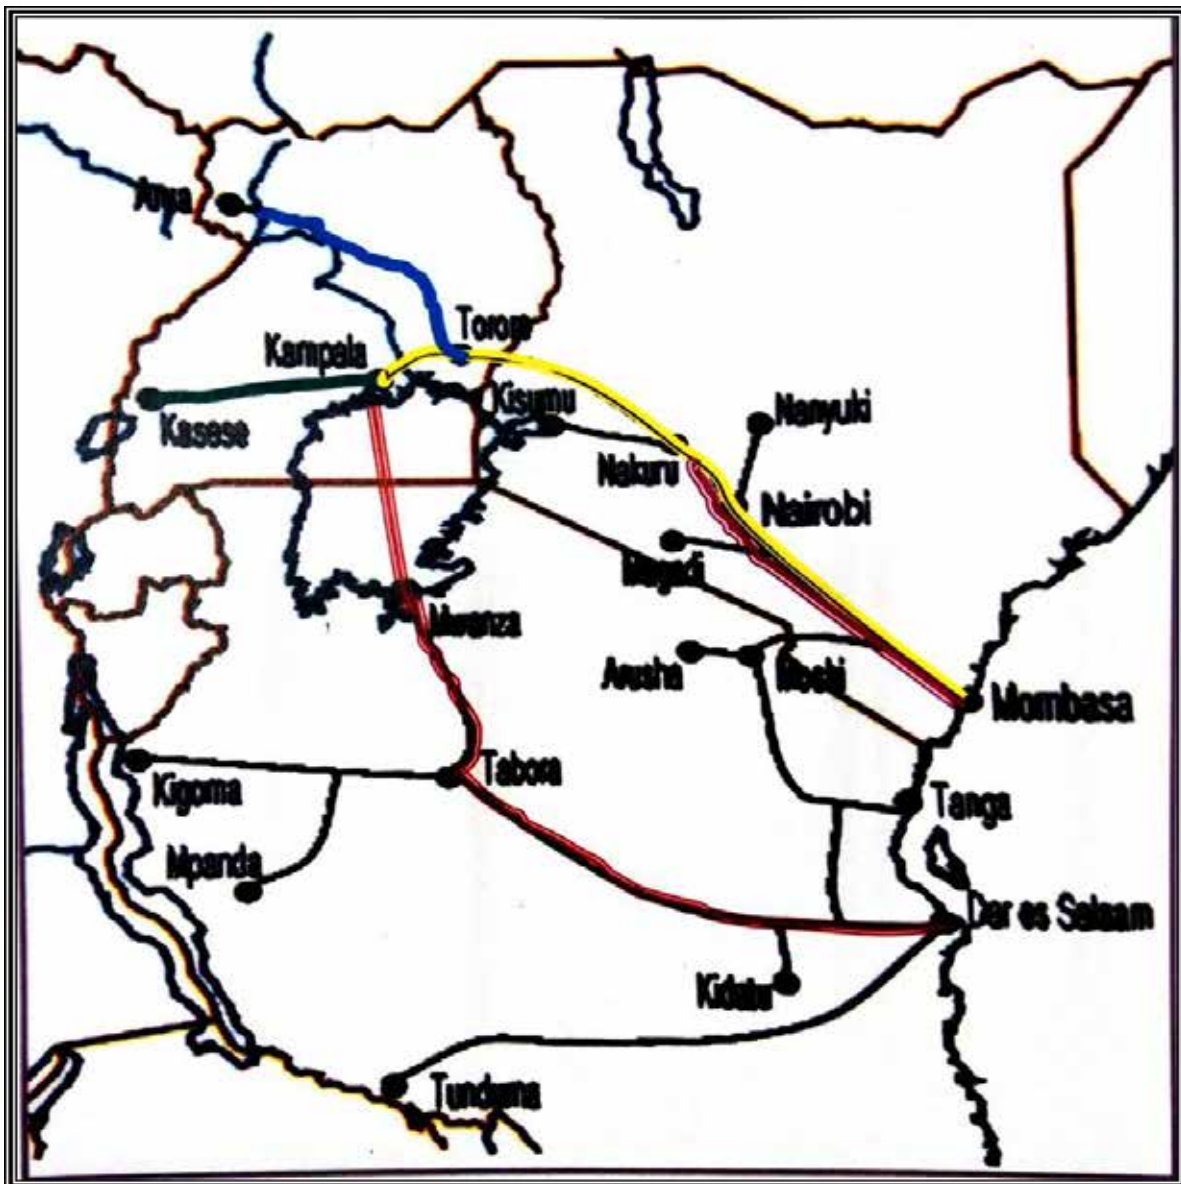 Arua
Tororo
Kampala
Kisumu
Nanyuki
Kasese
Nakuru
Nairobi
Magadi
Mwanza
Arusha
Moshi
Mombasa
Kigoma
Tabora
Tanga
Mpanda
Dar es Salaam
Kidatu
Tunduma